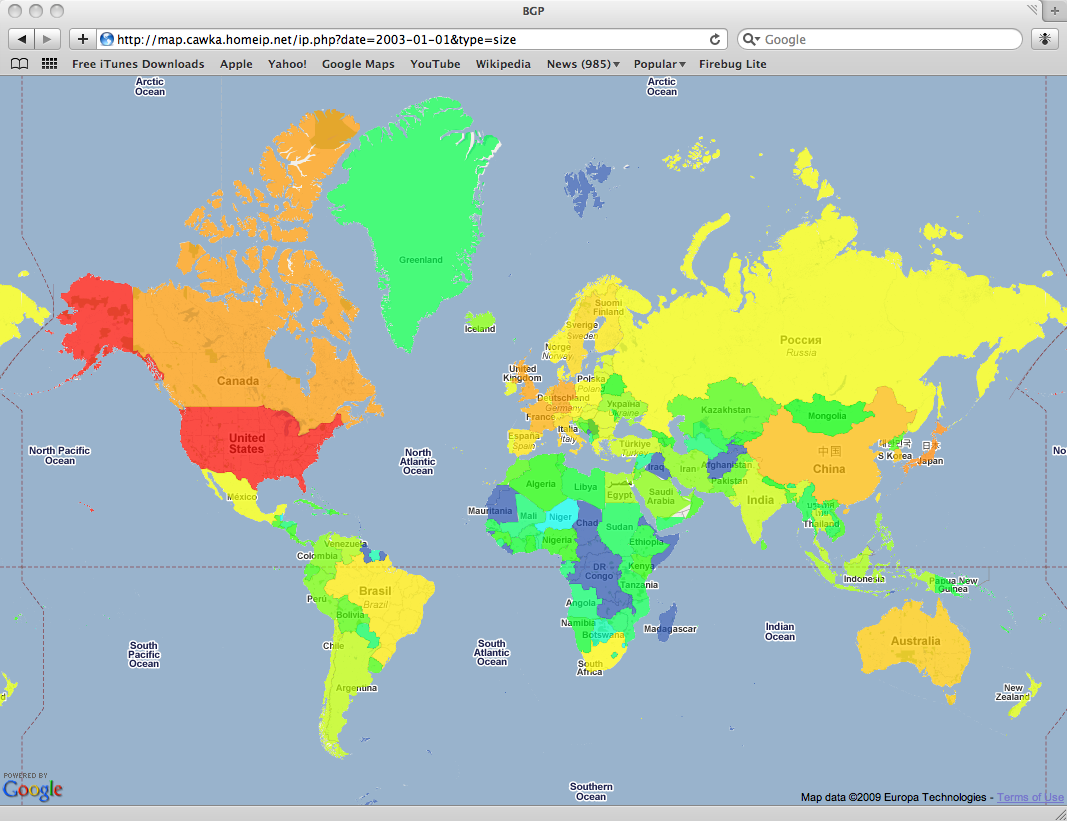 BGP
http://map.cawka.homeip.net/ip.php?date=2003-01-01&type=size
Google
Free iTunes Downloads
Apple
Yahoo!
Google Maps
YouTube
Wikipedia
News (985)
Popular
Firebug Lite
Arctic
Ocean
Arctic
Ocean
Greenland
Iceland
Suomi
Finland
Sverige
Sweden
Norge
Norway
Россия
Russia
United
Kingdom
Polska
Poland
Canada
Deutschland
Germany
Україна
Ukraine
France
Kazakhstan
Mongolia
United
States
Italia
Italy
España
Spain
Türkiye
Turkey
中国
China
S Korea
日本
Japan
North Pacific
Ocean
North
Atlantic
Ocean
No
Iraq
Iran
Afghanistan
Pakistan
Algeria
Libya
Egypt
Saudi
Arabia
India
México
Mauritania
Mali
Niger
Chad
Sudan
Thailand
Nigeria
Ethiopia
Venezuela
Colombia
DR
Congo
Kenya
Tanzania
Indonesia
Papua New
Guinea
Perú
Brasil
Brazil
Angola
Bolivia
Namibia
Botswana
Madagascar
Indian
Ocean
Australia
South
Pacific
Ocean
Chile
South
Atlantic
Ocean
South
Africa
Argentina
d
New
Zealand
POWERED BY
Google
Southern
Ocean
Map data ©2009 Europa Technologies - Terms of Use